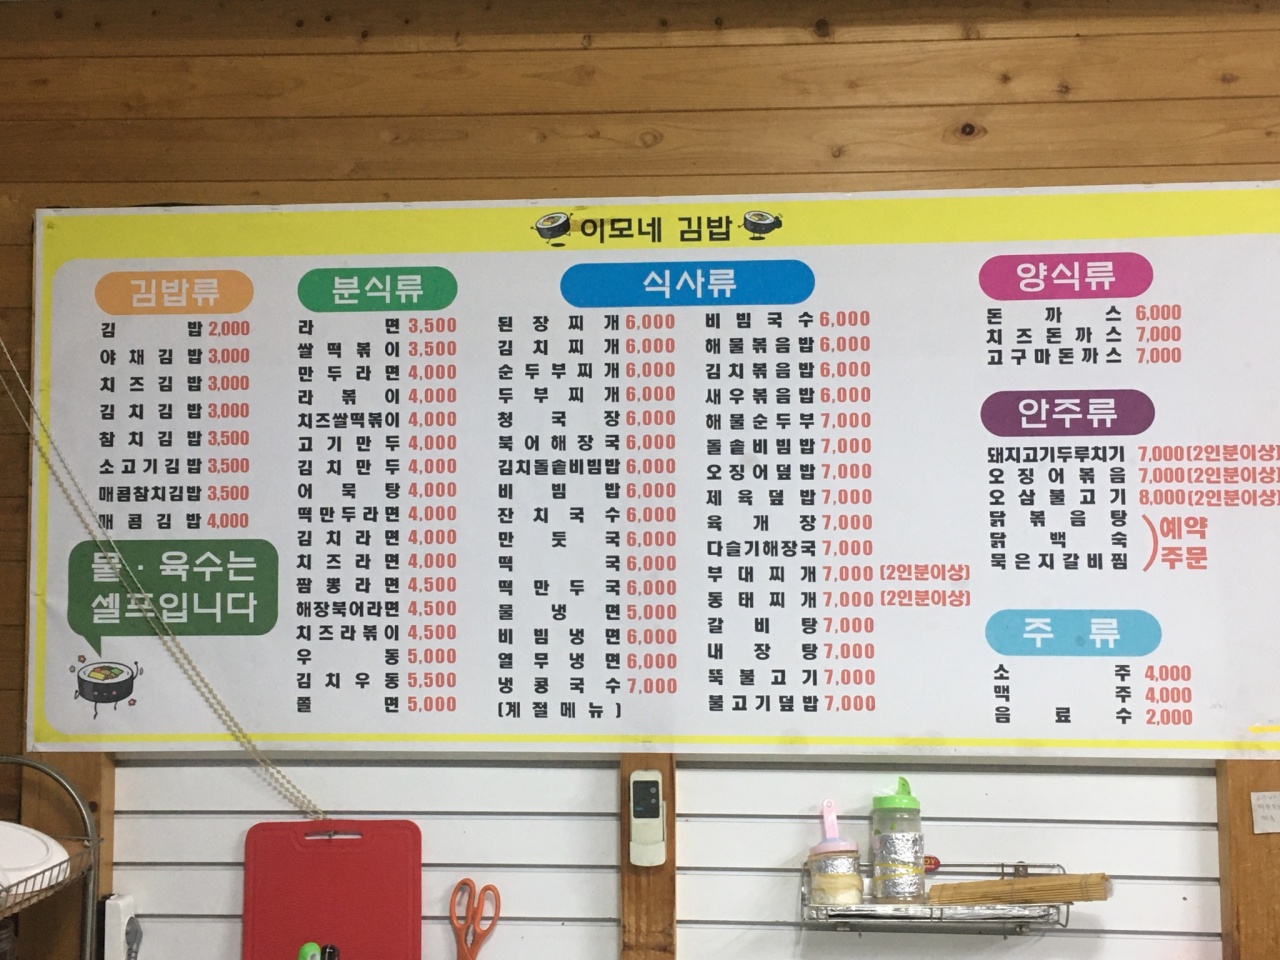 이모네 김밥
김밥류
김밥 2,000
야채김밥 3,000
치즈김밥 3,000
김치김밥 3,000
참치김밥 3,500
소고기김밥 3,500
매콤참치김밥 3,500
매콤김밥 4,000
물·육수는
셀프입니다
분식류
라면 3,500
쌀떡볶이 3,500
만두라면 4,000
라볶이 4,000
치즈쌀떡볶이 4,000
고기만두 4,000
김치만두 4,000
어묵탕 4,000
떡만두라면 4,000
김치라면 4,000
치즈라면 4,000
짬뽕라면 4,500
해장북어라면 4,500
치즈라볶이 4,500
우동 5,000
김치우동 5,500
쫄면 5,000
식사류
된장찌개 6,000
김치찌개 6,000
순두부찌개 6,000
두부찌개 6,000
청국장 6,000
북어해장국 6,000
김치돌솥비빔밥 6,000
비빔밥 6,000
잔치국수 6,000
만둣국 6,000
떡국 6,000
떡만두국 6,000
물냉면 5,000
비빔냉면 6,000
열무냉면 6,000
냉콩국수 7,000
(계절메뉴)
비빔국수 6,000
해물볶음밥 6,000
김치볶음밥 6,000
새우볶음밥 6,000
해물순두부 7,000
돌솥비빔밥 7,000
오징어덮밥 7,000
제육덮밥 7,000
육개장 7,000
다슬기해장국 7,000
부대찌개 7,000 (2인분이상)
동태찌개 7,000 (2인분이상)
갈비탕 7,000
내장탕 7,000
뚝불고기 7,000
불고기덮밥 7,000
양식류
돈까스 6,000
치즈돈까스 7,000
고구마돈까스 7,000
안주류
돼지고기두루치기 7,000(2인분이상)
오징어볶음 7,000(2인분이상)
오삼불고기 8,000(2인분이상)
닭볶음탕
닭백숙
묵은지갈비찜
)예약
주문
주류
소주 4,000
맥주 4,000
음료수 2,000